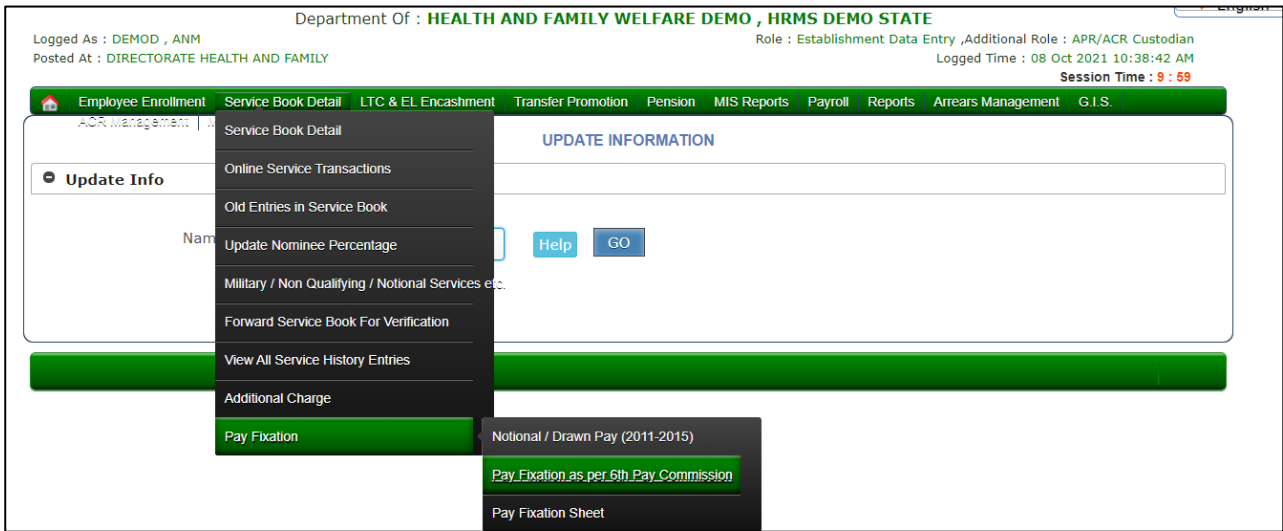 English
Department Of : HEALTH AND FAMILY WELFARE DEMO , HRMS DEMO STATE
Logged As : DEMOD , ANM
Role : Establishment Data Entry ,Additional Role : APR/ACR Custodian
Posted At : DIRECTORATE HEALTH AND FAMILY
Logged Time : 08 Oct 2021 10:38:42 AM
Session Time : 9 : 59
Employee Enrollment Service Book Detail LTC & EL Encashment Transfer Promotion Pension MIS Reports Payroll Reports Arrears Management G.I.S.
ACR Management
Service Book Detail
UPDATE INFORMATION
Online Service Transactions
Update Info
Old Entries in Service Book
Nam
Update Nominee Percentage
Help GO
Military / Non Qualifying / Notional Services etc.
Forward Service Book For Verification
View All Service History Entries
Additional Charge
Pay Fixation
Notional / Drawn Pay (2011-2015)
Pay Fixation as per 6th Pay Commission
Pay Fixation Sheet